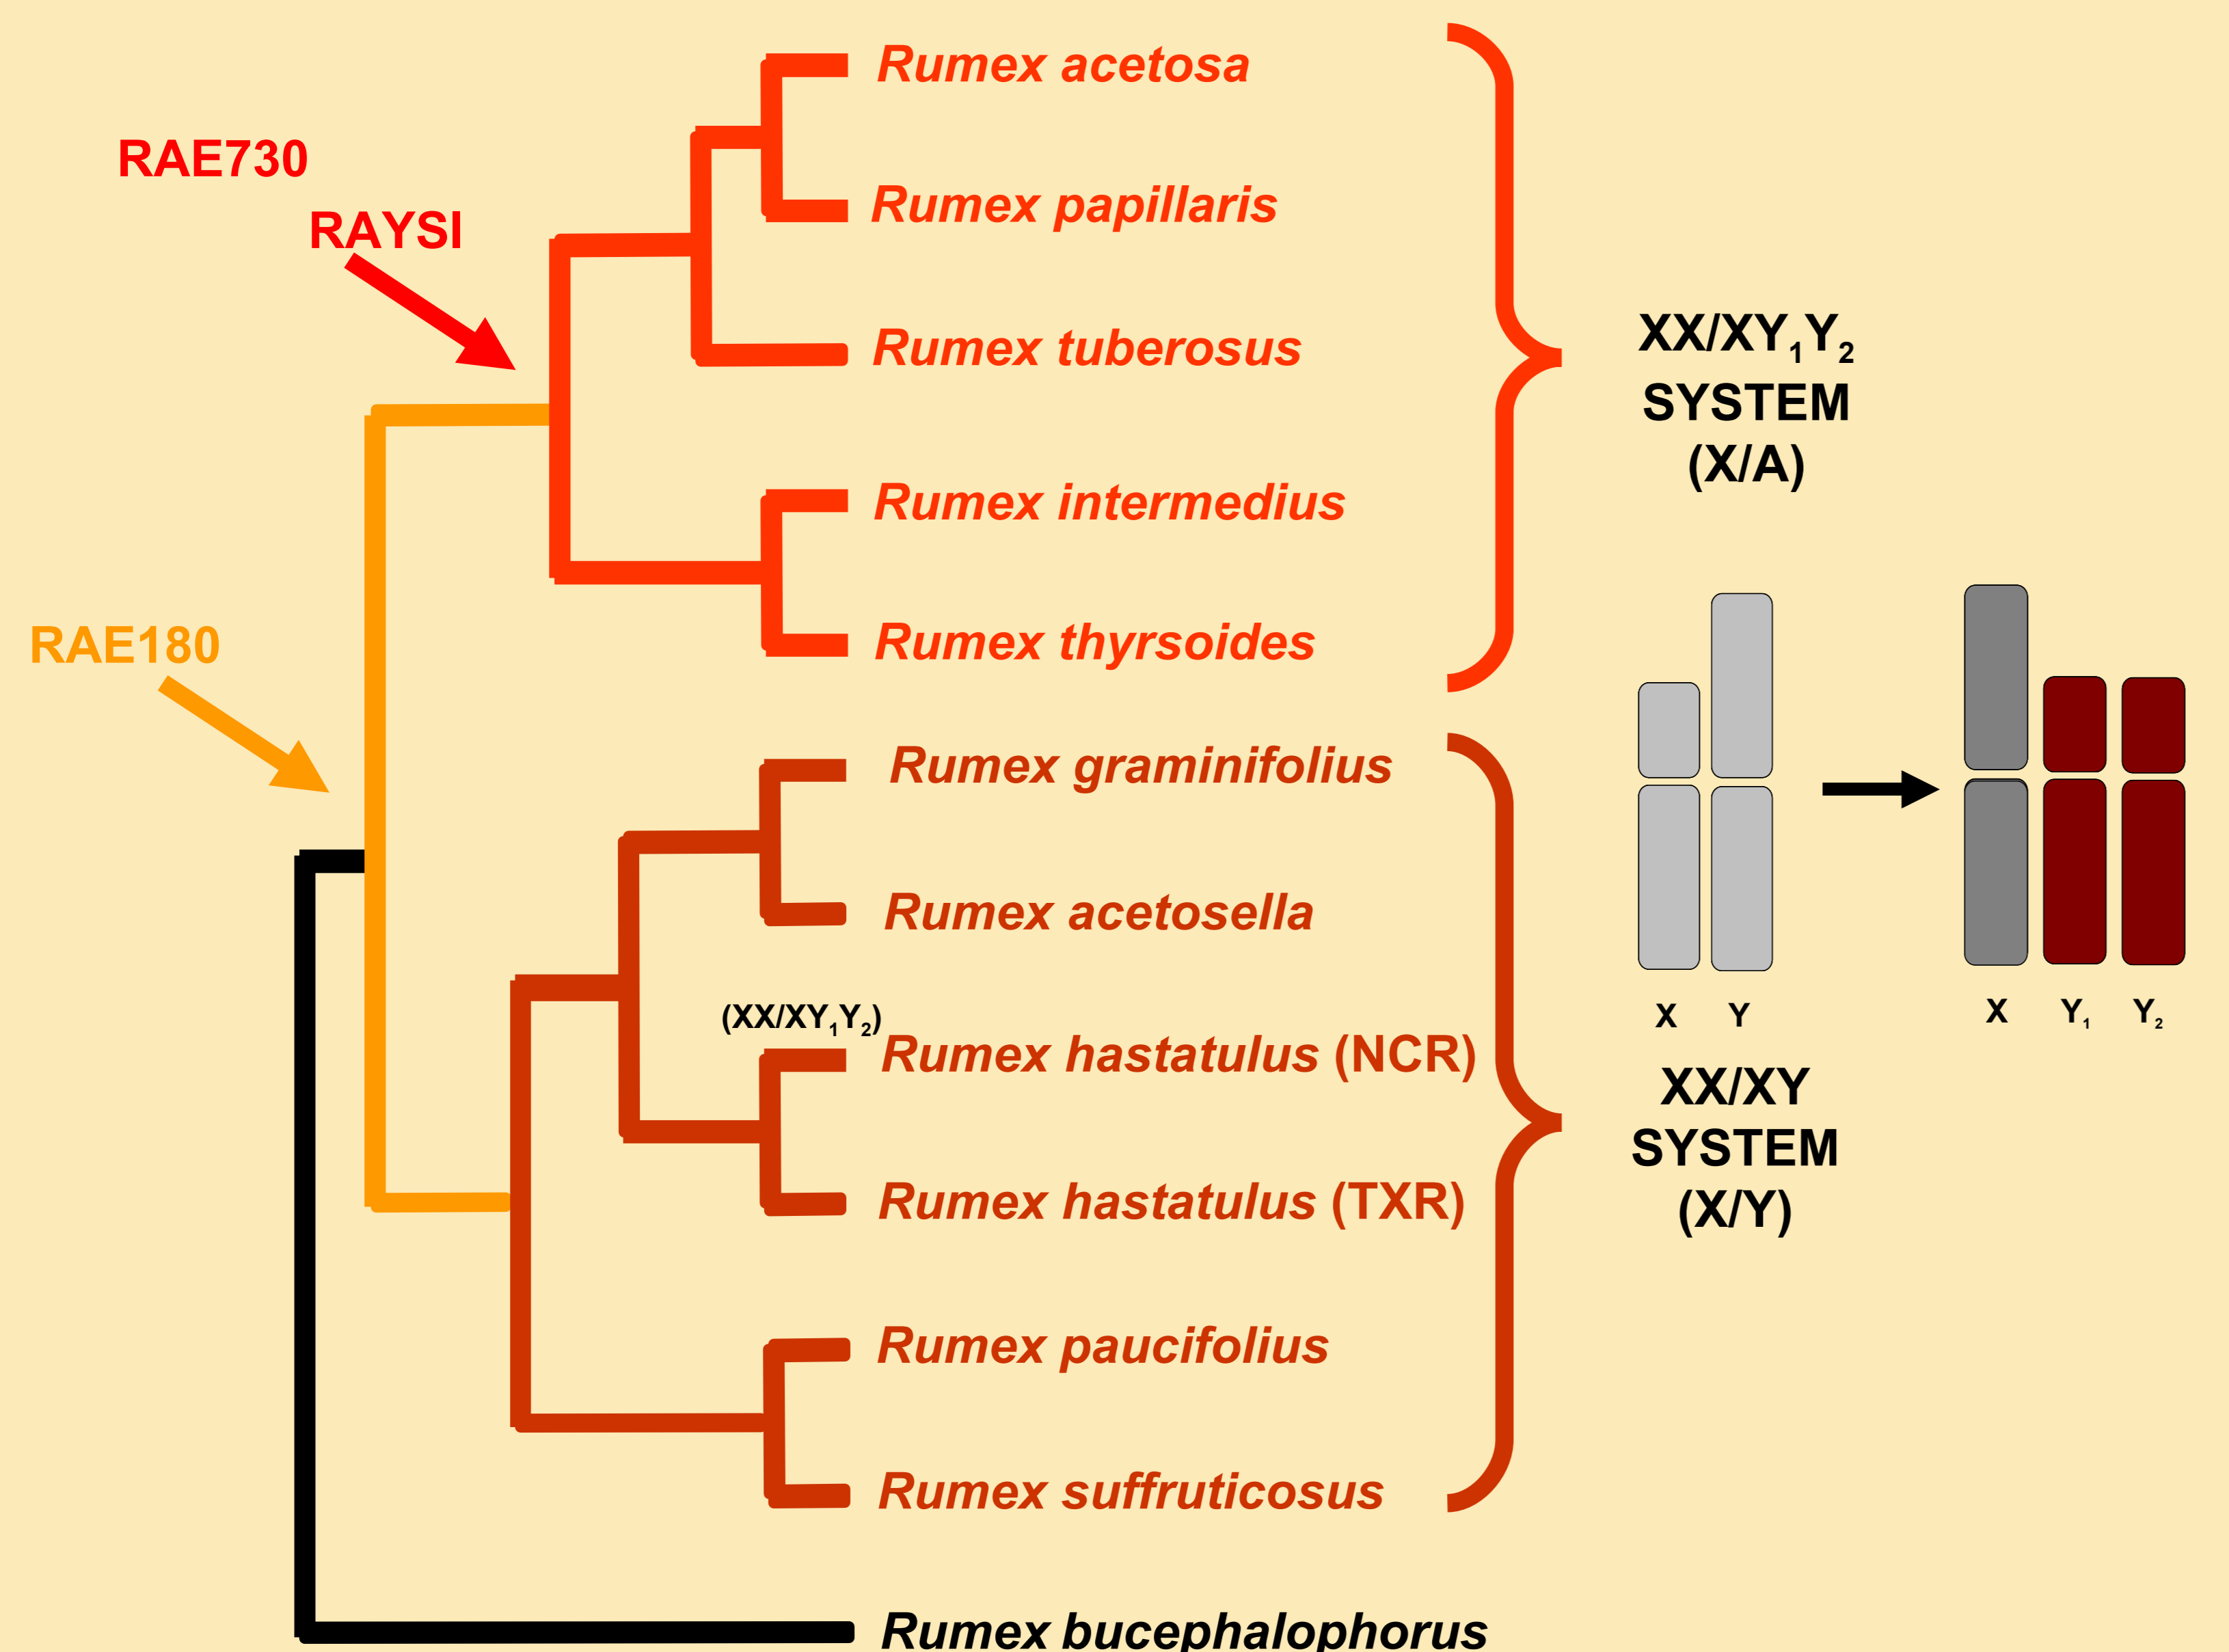 Rumex acetosa
RAE730
RAYSI
Rumex papillaris
Rumex tuberosus
XX/XY₁Y₂
SYSTEM
(X/A)
Rumex intermedius
Rumex thyrsoides
RAE180
Rumex graminifolius
Rumex acetosella
(XX/XY₁Y₂)
Rumex hastatulus (NCR)
X Y
X Y₁ Y₂
XX/XY
SYSTEM
(X/Y)
Rumex hastatulus (TXR)
Rumex paucifolius
Rumex suffruticosus
Rumex bucephalophorus